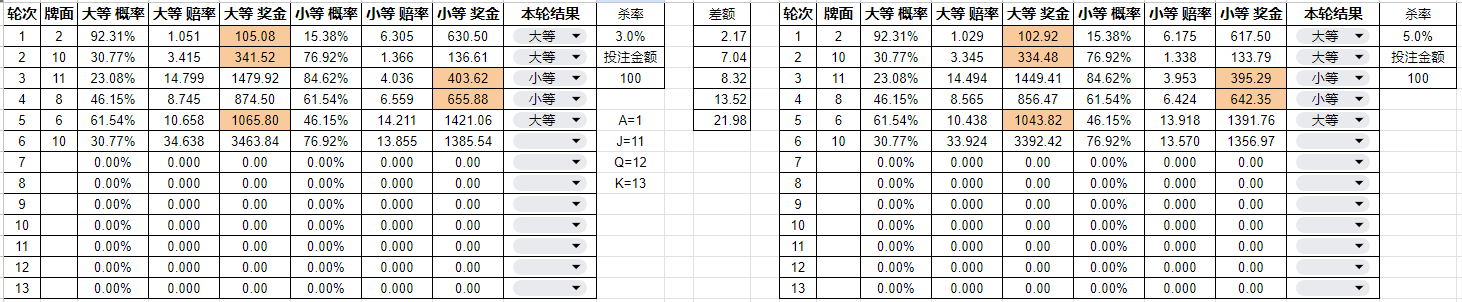 轮次 牌面 大等 概率 大等 赔率 大等 奖金 小等 概率 小等 赔率 小等 奖金 本轮结果 杀率 差额 轮次 牌面 大等 概率 大等 赔率 大等 奖金 小等 概率 小等 赔率 小等 奖金 本轮结果 杀率
1 2 92.31% 1.051 105.08 15.38% 6.305 630.50 大等 3.0% 2.17 1 2 92.31% 1.029 102.92 15.38% 6.175 617.50 大等 5.0%
2 10 30.77% 3.415 341.52 76.92% 1.366 136.61 大等 投注金额 7.04 2 10 30.77% 3.345 334.48 76.92% 1.338 133.79 大等 投注金额
3 11 23.08% 14.799 1479.92 84.62% 4.036 403.62 小等 100 8.32 3 11 23.08% 14.494 1449.41 84.62% 3.953 395.29 小等 100
4 8 46.15% 8.745 874.50 61.54% 6.559 655.88 小等 13.52 4 8 46.15% 8.565 856.47 61.54% 6.424 642.35 小等
5 6 61.54% 10.658 1065.80 46.15% 14.211 1421.06 大等 A=1 21.98 5 6 61.54% 10.438 1043.82 46.15% 13.918 1391.76 大等
6 10 30.77% 34.638 3463.84 76.92% 13.855 1385.54 J=11 6 10 30.77% 33.924 3392.42 76.92% 13.570 1356.97
7 0.00% 0.000 0.00 0.00% 0.000 0.00 Q=12 7 0.00% 0.000 0.00 0.00% 0.000 0.00
8 0.00% 0.000 0.00 0.00% 0.000 0.00 K=13 8 0.00% 0.000 0.00 0.00% 0.000 0.00
9 0.00% 0.000 0.00 0.00% 0.000 0.00 9 0.00% 0.000 0.00 0.00% 0.000 0.00
10 0.00% 0.000 0.00 0.00% 0.000 0.00 10 0.00% 0.000 0.00 0.00% 0.000 0.00
11 0.00% 0.000 0.00 0.00% 0.000 0.00 11 0.00% 0.000 0.00 0.00% 0.000 0.00
12 0.00% 0.000 0.00 0.00% 0.000 0.00 12 0.00% 0.000 0.00 0.00% 0.000 0.00
13 0.00% 0.000 0.00 0.00% 0.000 0.00 13 0.00% 0.000 0.00 0.00% 0.000 0.00